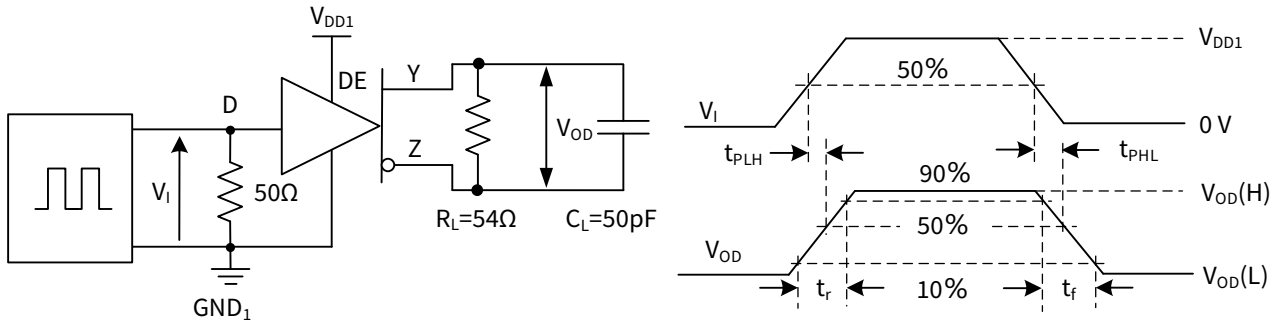 V_DD1
DE
Y
D
Z
V_I
50Ω
V_OD
R_L=54Ω
C_L=50pF
GND_1
V_DD1
50%
V_I
0 V
t_PLH
t_PHL
90%
V_OD(H)
50%
V_OD
V_OD(L)
t_r
10%
t_f